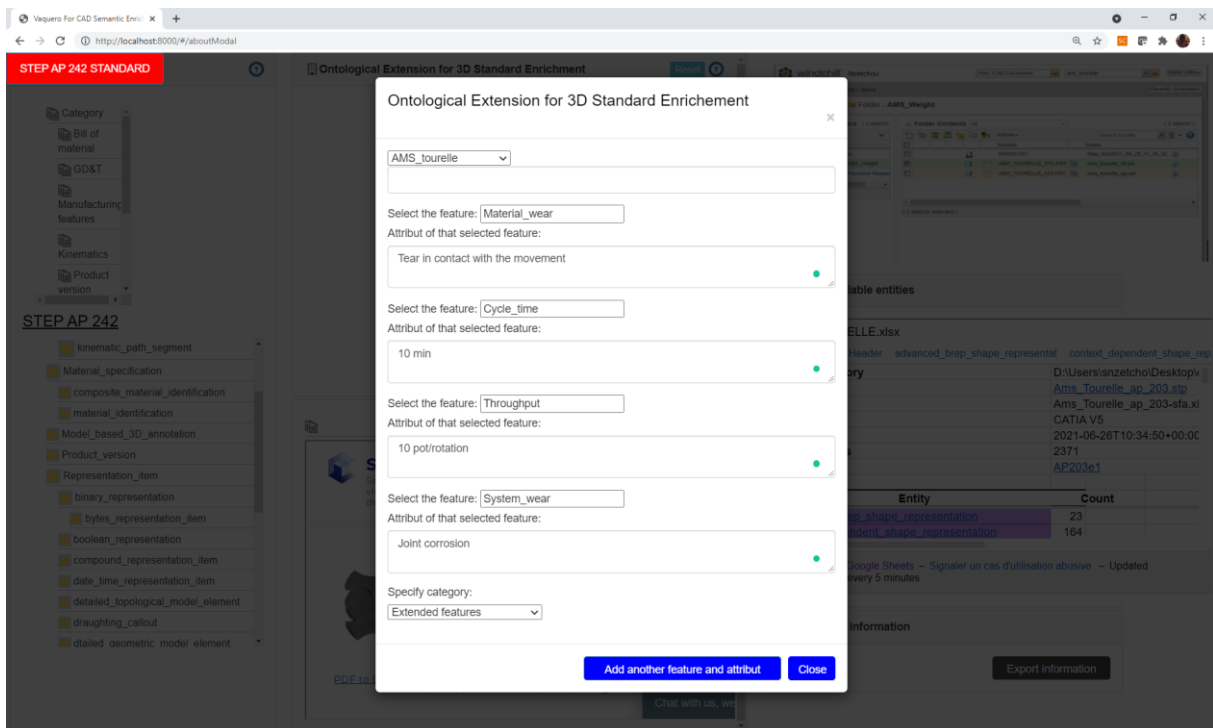 Vaquero For CAD Semantic Enric
http://localhost:8000/#/aboutModal
STEP AP 242 STANDARD
Category
Bill of
material
GD&T
Manufacturing
features
Kinematics
Product
version
STEP AP 242
kinematic_path_segment
Material_specification
composite_material_identification
material_identification
Model_based_3D_annotation
Product_version
Representation_item
binary_representation
bytes_representation_item
boolean_representation
compound_representation_item
date_time_representation_item
detailed_topological_model_element
draughting_callout
dtailed_geometric_model_element
Ontological Extension for 3D Standard Enrichment
Reset
Ontological Extension for 3D Standard Enrichement
×
AMS_tourelle
Select the feature: Material_wear
Attribut of that selected feature:
Tear in contact with the movement
Select the feature: Cycle_time
Attribut of that selected feature:
10 min
Select the feature: Throughput
Attribut of that selected feature:
10 pot/rotation
Select the feature: System_wear
Attribut of that selected feature:
Joint corrosion
Specify category:
Extended features
Add another feature and attribut
Close
PDF to
Chat with us, we
windchill
Folder - AMS_Weight
Folder Contents
lable entities
ELLE.xlsx
Header advanced_brep_shape_representat context_dependent_shape_rep
ory D:\Users\snzetcho\Desktop\
Ams_Tourelle_ap_203.stp
Ams_Tourelle_ap_203-sfa.xl
CATIA V5
2021-06-26T10:34:50+00:00
s 2371
AP203e1
Entity Count
ep_shape_representation 23
ndent_shape_representation 164
Google Sheets – Signaler un cas d'utilisation abusive – Updated
every 5 minutes
information
Export information